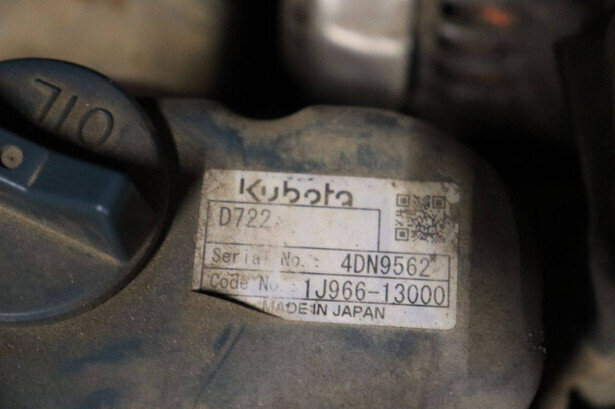 OIL
Kubota
D722
Serial No. : 4DN9562
Code No. : 1J966-13000
MADE IN JAPAN